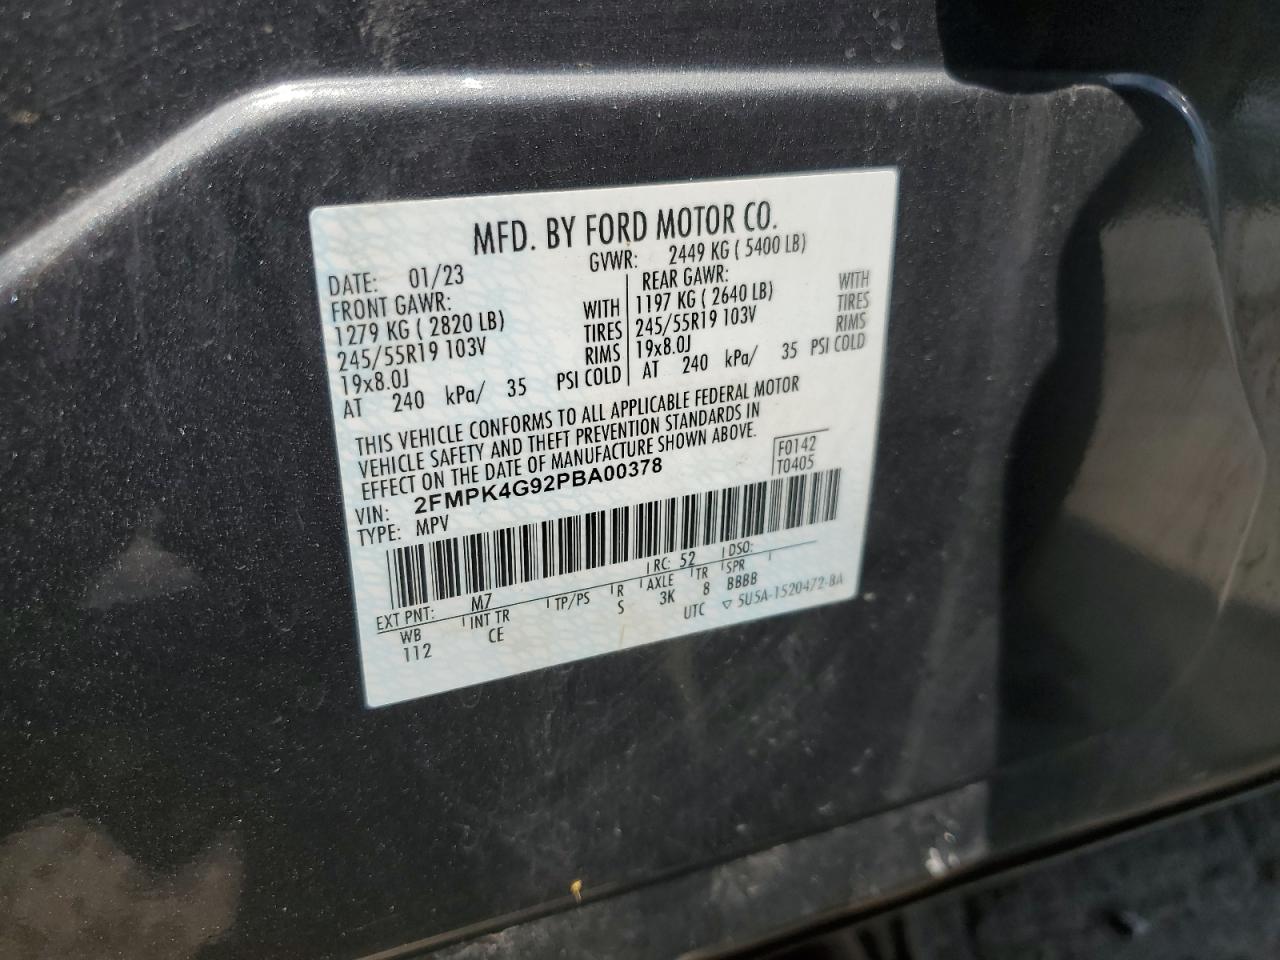 MFD. BY FORD MOTOR CO.
DATE: 01/23 GVWR: 2449 KG ( 5400 LB)
FRONT GAWR: WITH REAR GAWR: WITH
1279 KG ( 2820 LB) TIRES 1197 KG ( 2640 LB) TIRES
245/55R19 103V RIMS 245/55R19 103V RIMS
19x8.0J 19x8.0J
AT 240 kPa/ 35 PSI COLD AT 240 kPa/ 35 PSI COLD
THIS VEHICLE CONFORMS TO ALL APPLICABLE FEDERAL MOTOR
VEHICLE SAFETY AND THEFT PREVENTION STANDARDS IN
EFFECT ON THE DATE OF MANUFACTURE SHOWN ABOVE.
VIN: 2FMPK4G92PBA00378 F0142
TYPE: MPV T0405
EXT PNT: M7 RC: 52 DSO:
WB INT TR TP/PS R AXLE TR SPR
112 CE S 3K 8 BBBB
UTC ▽ 5U5A-1520472-BA